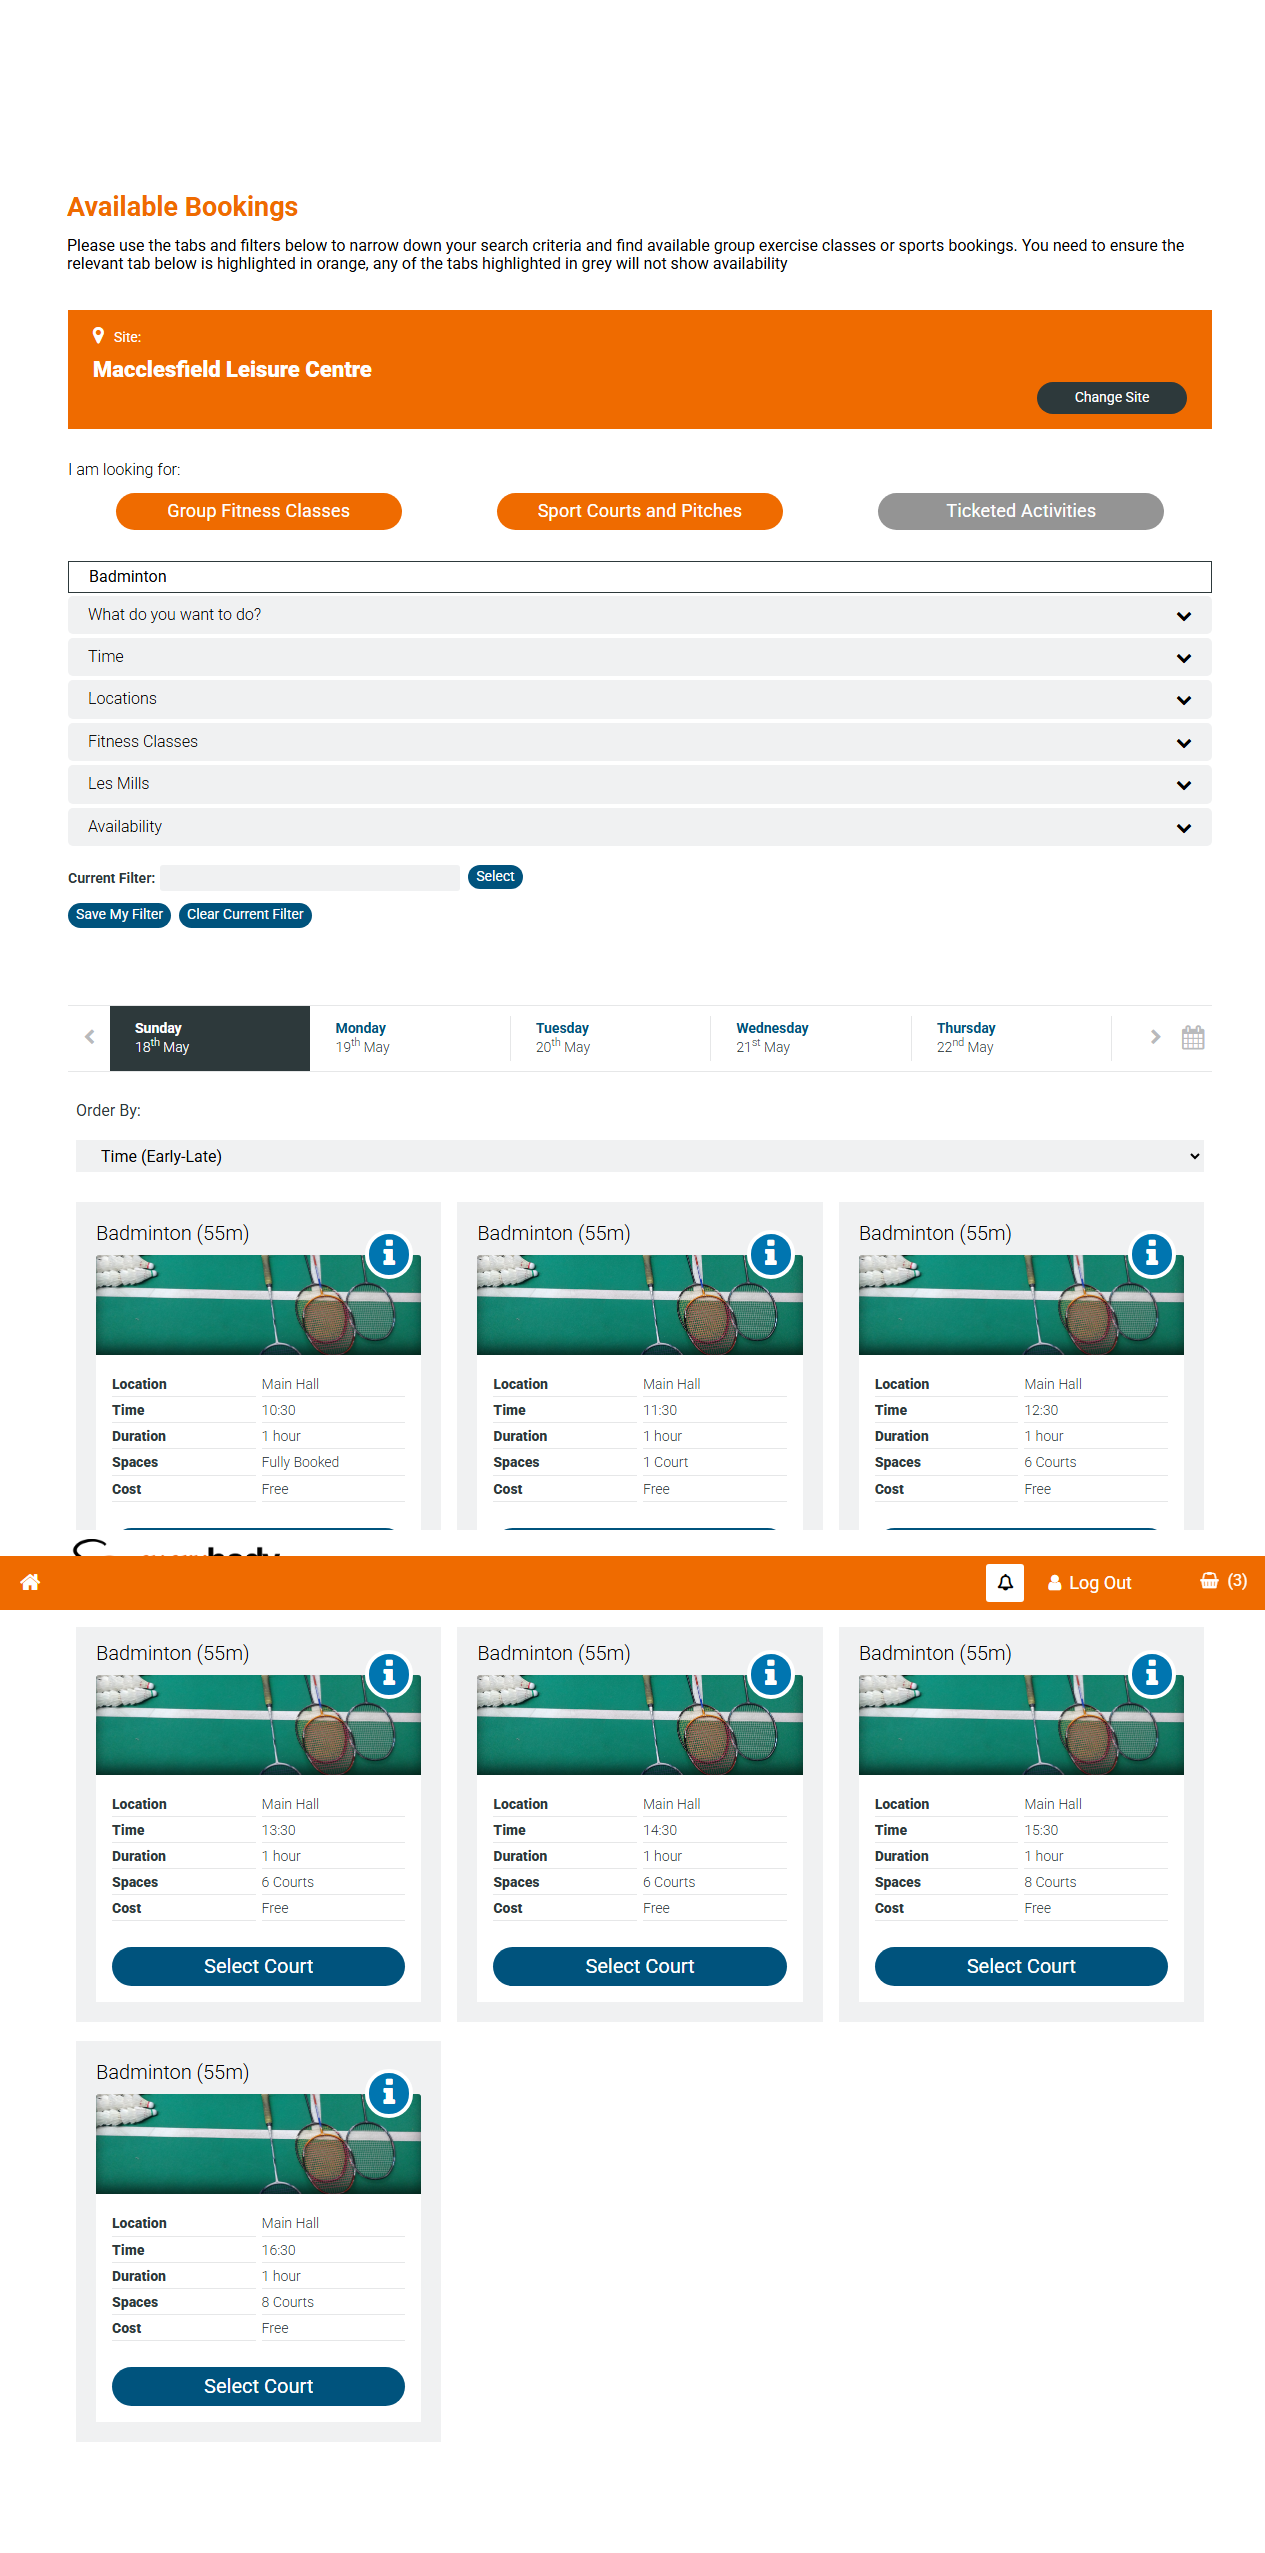 Available Bookings
Please use the tabs and filters below to narrow down your search criteria and find available group exercise classes or sports bookings. You need to ensure the
relevant tab below is highlighted in orange, any of the tabs highlighted in grey will not show availability
Site:
Macclesfield Leisure Centre
Change Site
I am looking for:
Group Fitness Classes Sport Courts and Pitches Ticketed Activities
Badminton
What do you want to do?
Time
Locations
Fitness Classes
Les Mills
Availability
Current Filter: Select
Save My Filter Clear Current Filter
Sunday Monday Tuesday Wednesday Thursday
18th May 19th May 20th May 21st May 22nd May
Order By:
Time (Early-Late)
Badminton (55m) Badminton (55m) Badminton (55m)
Location Main Hall Location Main Hall Location Main Hall
Time 10:30 Time 11:30 Time 12:30
Duration 1 hour Duration 1 hour Duration 1 hour
Spaces Fully Booked Spaces 1 Court Spaces 6 Courts
Cost Free Cost Free Cost Free
Log Out (3)
Badminton (55m) Badminton (55m) Badminton (55m)
Location Main Hall Location Main Hall Location Main Hall
Time 13:30 Time 14:30 Time 15:30
Duration 1 hour Duration 1 hour Duration 1 hour
Spaces 6 Courts Spaces 6 Courts Spaces 8 Courts
Cost Free Cost Free Cost Free
Select Court Select Court Select Court
Badminton (55m)
Location Main Hall
Time 16:30
Duration 1 hour
Spaces 8 Courts
Cost Free
Select Court